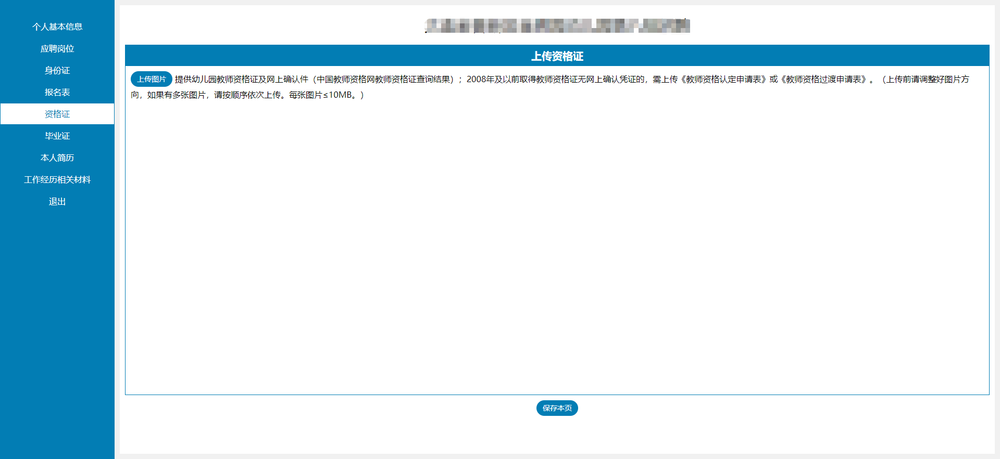 个人基本信息
应聘岗位
身份证
报名表
资格证
毕业证
本人简历
工作经历相关材料
退出
上传资格证
上传图片 提供幼儿园教师资格证及网上确认件（中国教师资格网教师资格证查询结果）；2008年及以前取得教师资格证无网上确认凭证的，需上传《教师资格认定申请表》或《教师资格过渡申请表》。（上传前请调整好图片方
向，如果有多张图片，请按顺序依次上传。每张图片≤10MB。）
保存本页